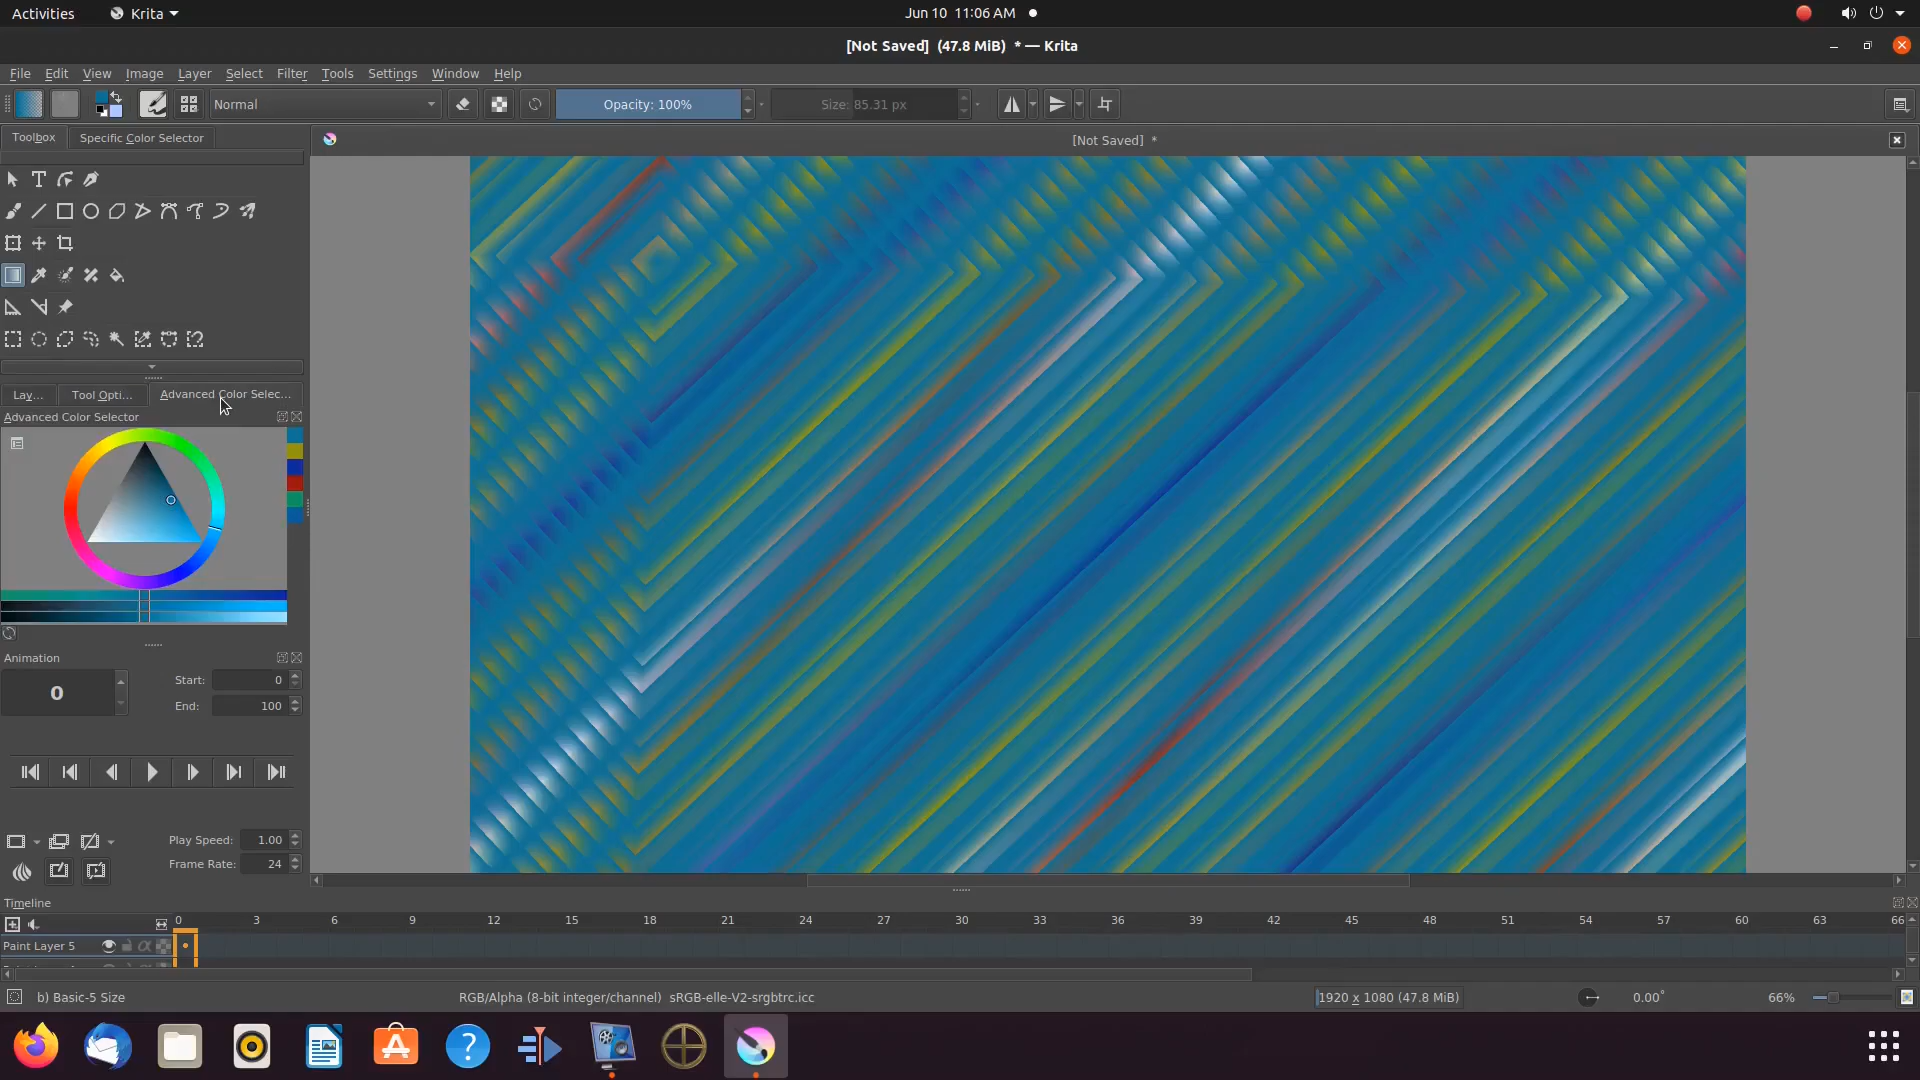 Activities
Krita
Jun 10 11:06 AM
[Not Saved] (47.8 MiB) * — Krita
File Edit View Image Layer Select Filter Tools Settings Window Help
Normal
Opacity: 100%
Size: 85.31 px
Toolbox
Specific Color Selector
[Not Saved] *
Lay...
Tool Opti...
Advanced Color Selec...
Advanced Color Selector
Animation
0
Start: 0
End: 100
Play Speed: 1.00
Frame Rate: 24
Timeline
0 3 6 9 12 15 18 21 24 27 30 33 36 39 42 45 48 51 54 57 60 63 66
Paint Layer 5
b) Basic-5 Size
RGB/Alpha (8-bit integer/channel) sRGB-elle-V2-srgbtrc.icc
1920 x 1080 (47.8 MiB)
0.00°
66%